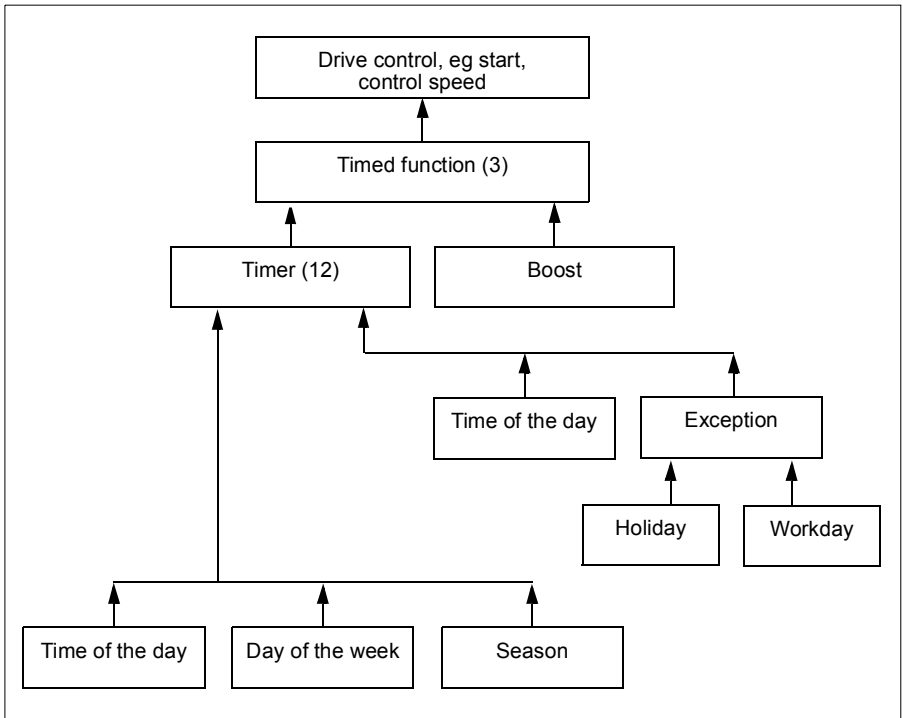 Drive control, eg start,
control speed
Timed function (3)
Timer (12)
Boost
Time of the day
Exception
Holiday
Workday
Time of the day
Day of the week
Season